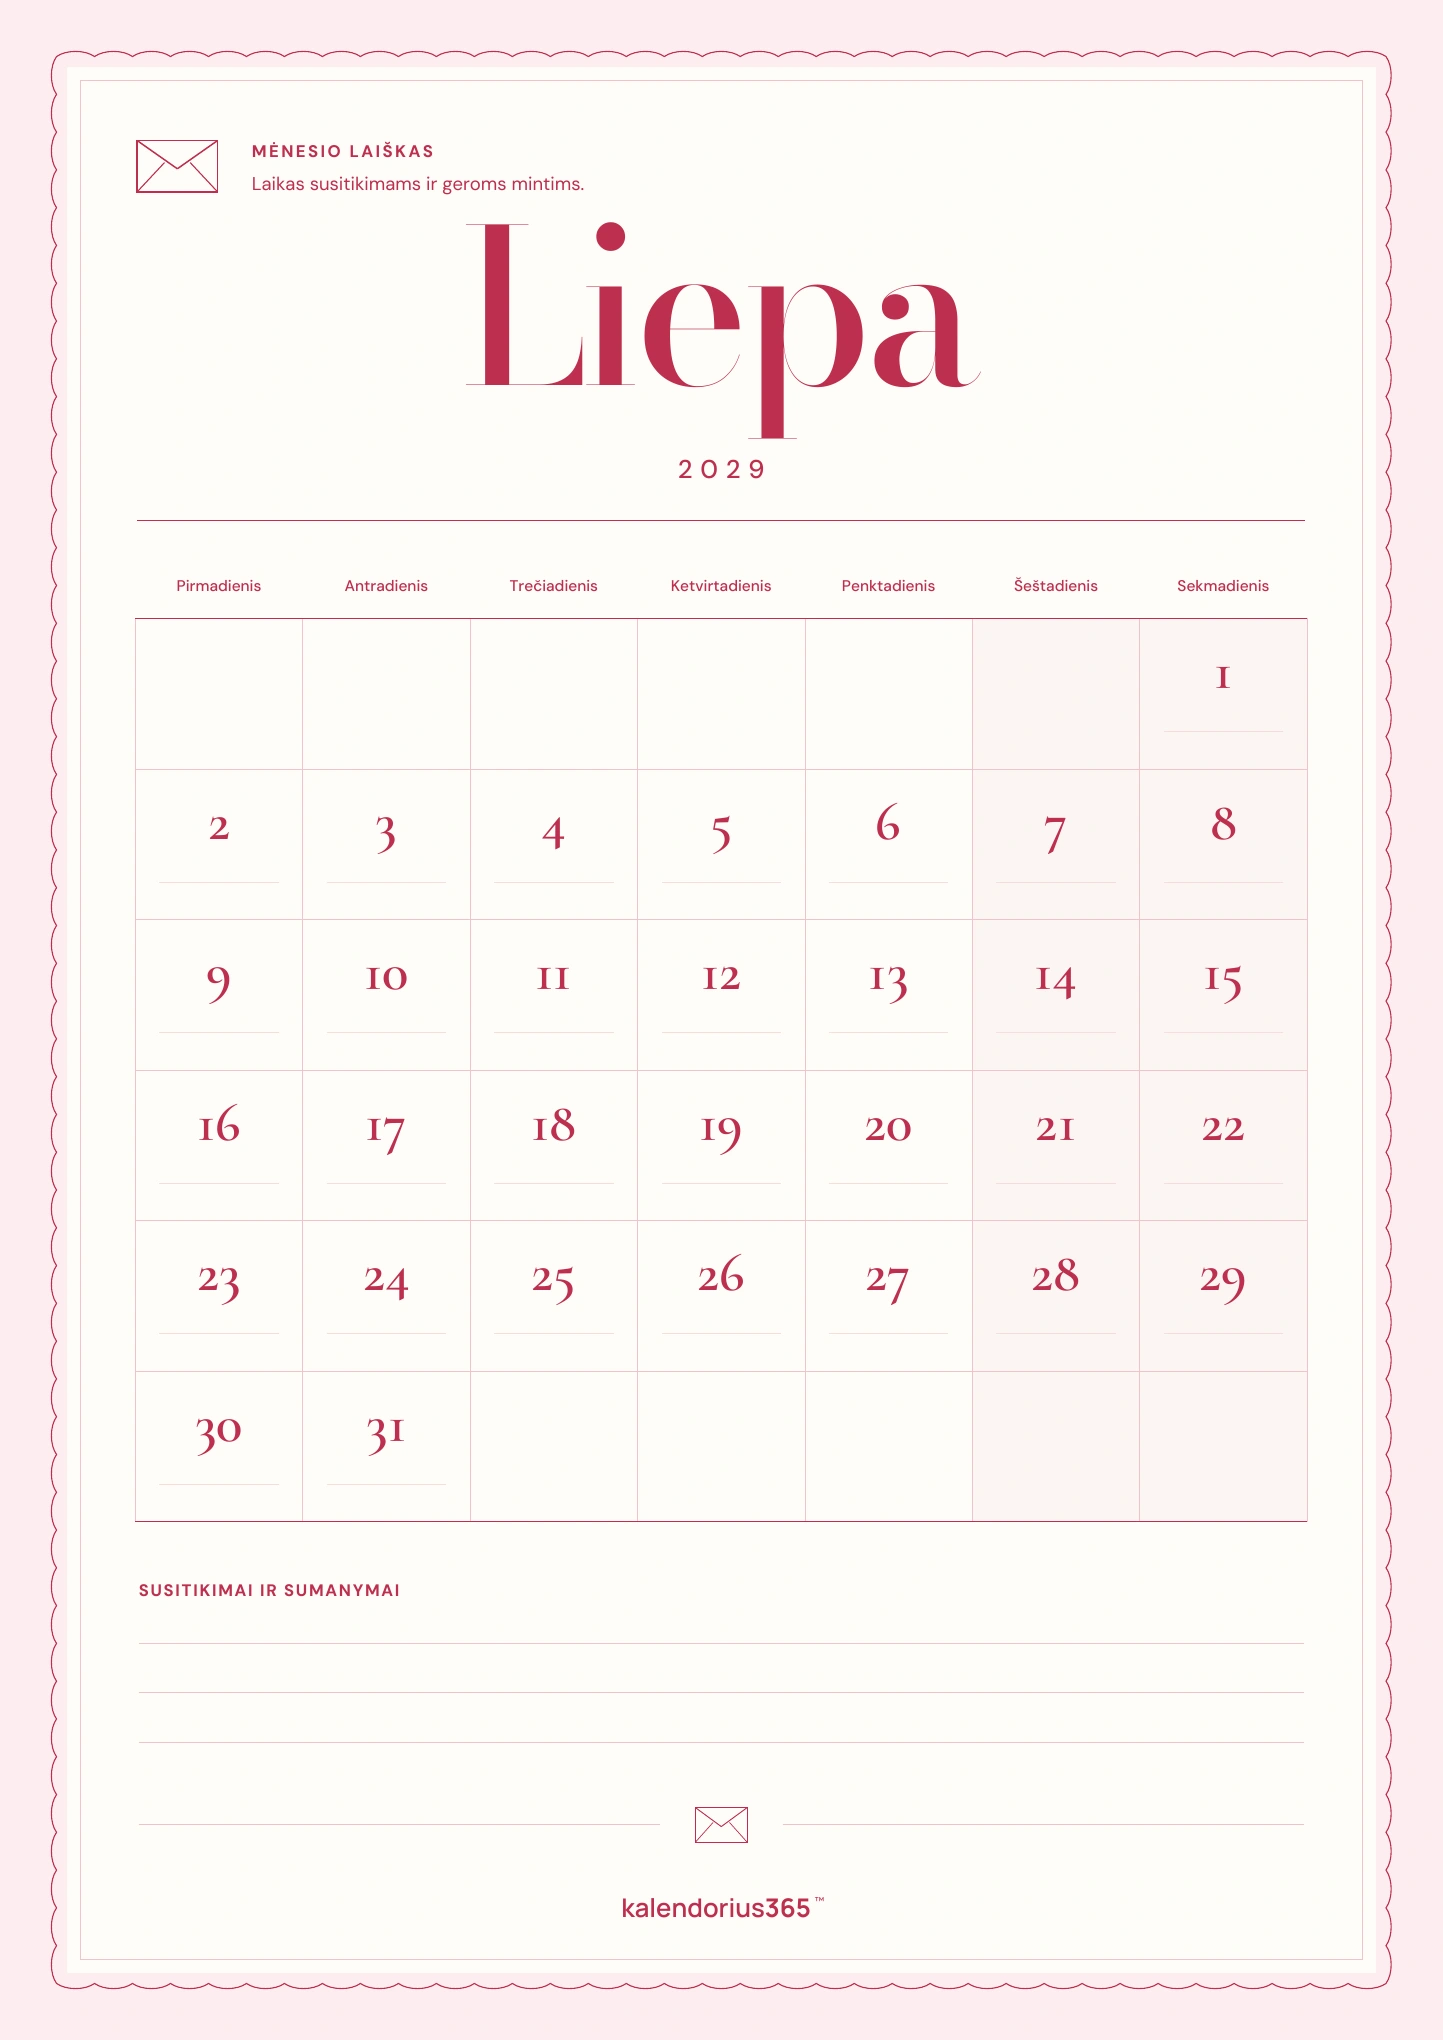 MĖNESIO LAIŠKAS
Laikas susitikimams ir geroms mintims.
Liepa
2029
Pirmadienis Antradienis Trečiadienis Ketvirtadienis Penktadienis Šeštadienis Sekmadienis
1
2 3 4 5 6 7 8
9 10 11 12 13 14 15
16 17 18 19 20 21 22
23 24 25 26 27 28 29
30 31
SUSITIKIMAI IR SUMANYMAI
kalendorius365™